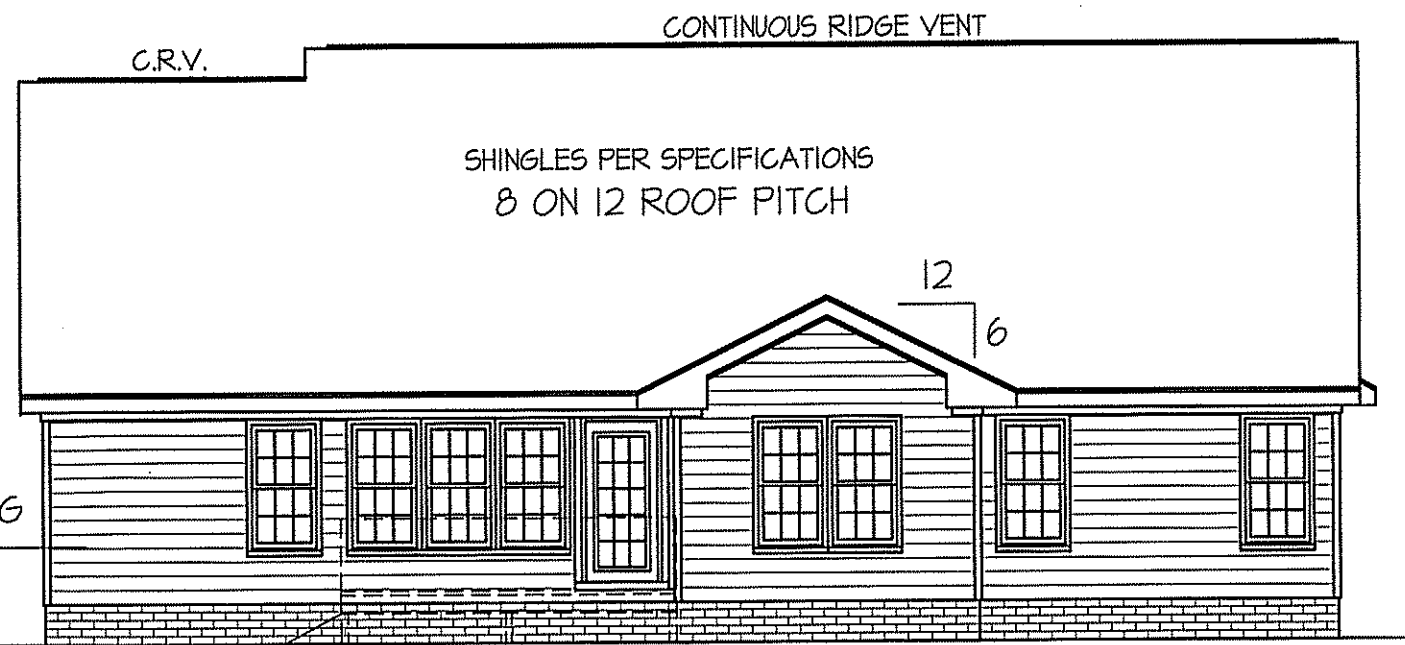 CONTINUOUS RIDGE VENT
C.R.V.
SHINGLES PER SPECIFICATIONS
8 ON 12 ROOF PITCH
12
6
G